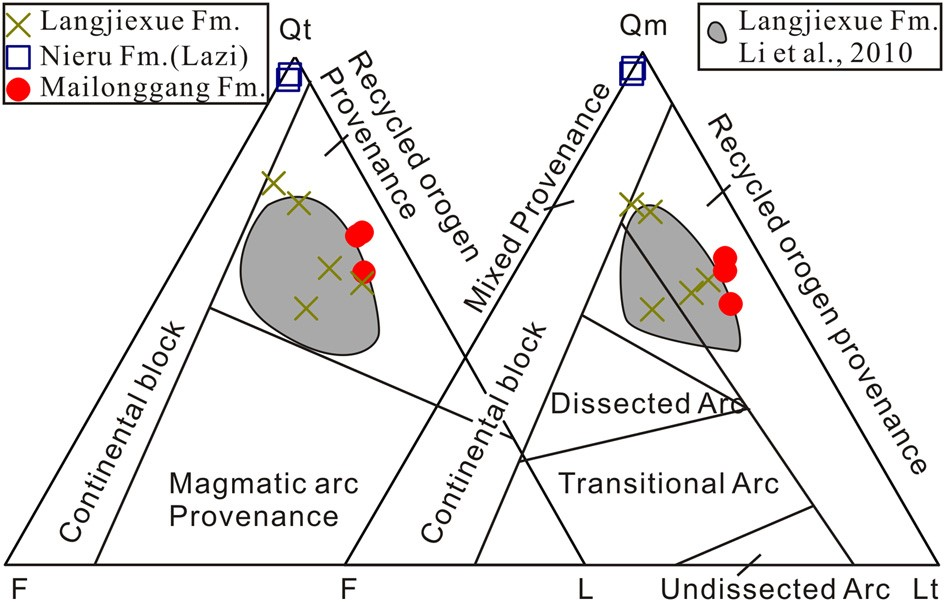 Langjiexue Fm.
Nieru Fm.(Lazi)
Mailonggang Fm.
Qt
Recycled orogen
Provenance
Continental block
Magmatic arc
Provenance
F
L
Qm
Langjiexue Fm.
Li et al., 2010
Mixed Provenance
Recycled orogen provenance
Continental block
Dissected Arc
Transitional Arc
Undissected Arc
F
Lt